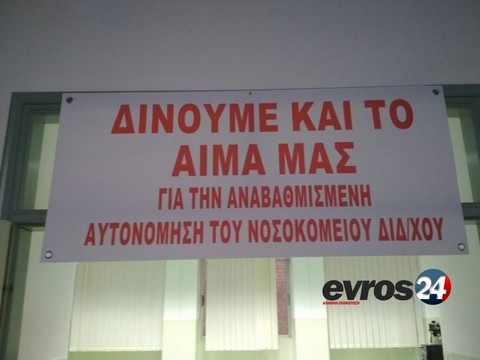 ΔΙΝΟΥΜΕ ΚΑΙ ΤΟ
ΑΙΜΑ ΜΑΣ
ΓΙΑ ΤΗΝ ΑΝΑΒΑΘΜΙΣΜΕΝΗ
ΑΥΤΟΝΟΜΗΣΗ ΤΟΥ ΝΟΣΟΚΟΜΕΙΟΥ ΔΙΔ/ΧΟΥ
evros24